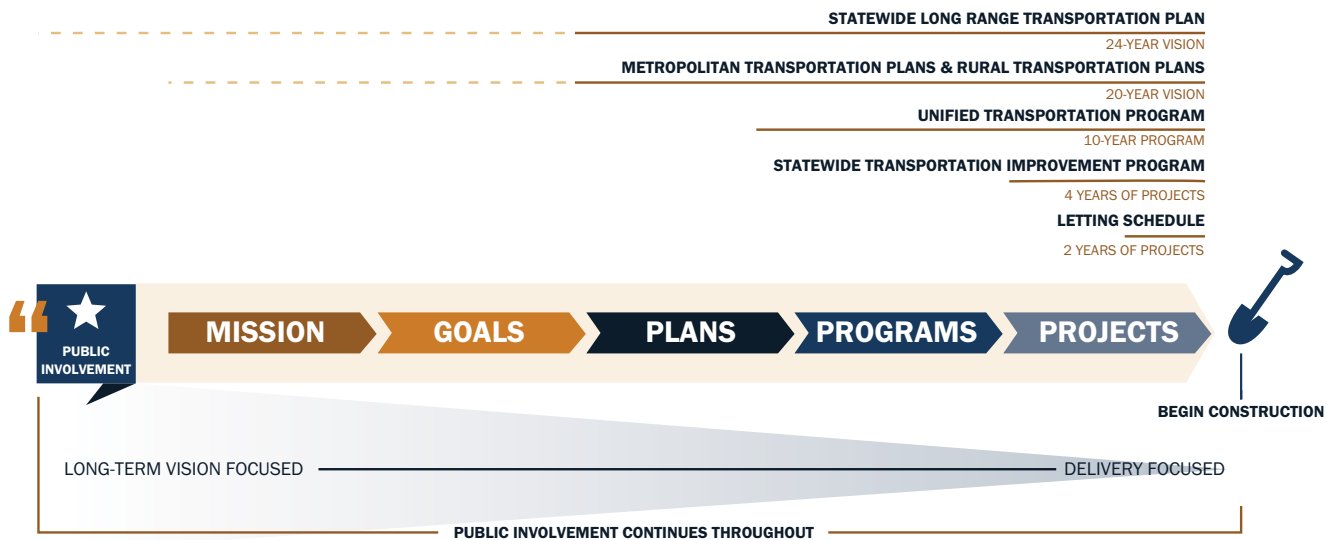 STATEWIDE LONG RANGE TRANSPORTATION PLAN
24-YEAR VISION
METROPOLITAN TRANSPORTATION PLANS & RURAL TRANSPORTATION PLANS
20-YEAR VISION
UNIFIED TRANSPORTATION PROGRAM
10-YEAR PROGRAM
STATEWIDE TRANSPORTATION IMPROVEMENT PROGRAM
4 YEARS OF PROJECTS
LETTING SCHEDULE
2 YEARS OF PROJECTS
“
PUBLIC
INVOLVEMENT
MISSION
GOALS
PLANS
PROGRAMS
PROJECTS
BEGIN CONSTRUCTION
LONG-TERM VISION FOCUSED
DELIVERY FOCUSED
PUBLIC INVOLVEMENT CONTINUES THROUGHOUT